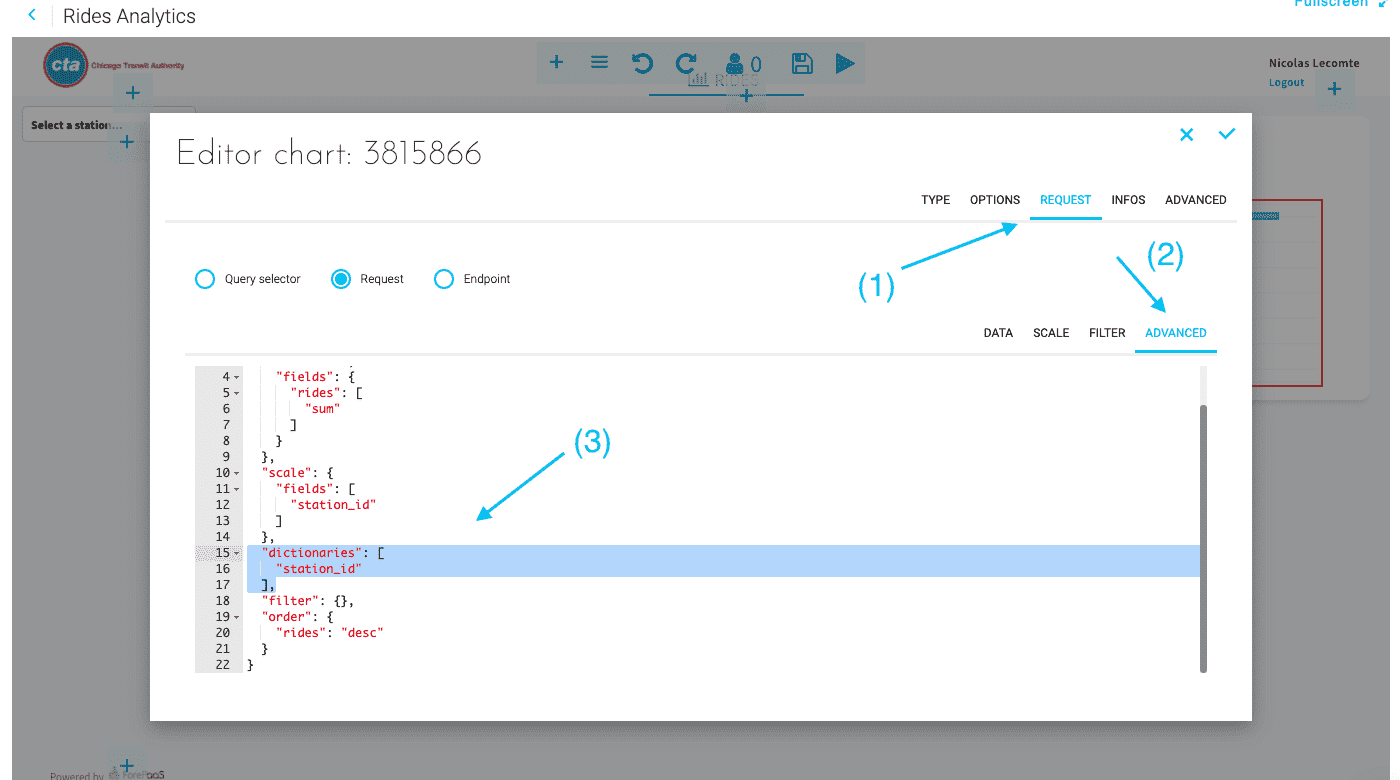 Rides Analytics
Fullscreen
cta Chicago Transit Authority
0
RIDES
Nicolas Lecomte
Logout
Select a station...
Editor chart: 3815866
TYPE OPTIONS REQUEST INFOS ADVANCED
(1)
(2)
Query selector Request Endpoint
DATA SCALE FILTER ADVANCED
4 "fields": {
5 "rides": [
6 "sum"
7 ]
8 }
9 },
10 "scale": {
11 "fields": [
12 "station_id"
13 ]
14 },
15 "dictionaries": [
16 "station_id"
17 ],
18 "filter": {},
19 "order": {
20 "rides": "desc"
21 }
22 }
(3)
Powered by ForePaaS